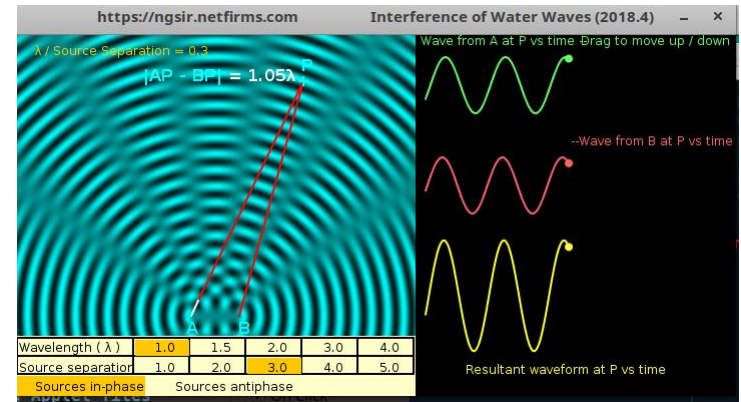 https://ngsir.netfirms.com Interference of Water Waves (2018.4) – ×
λ / Source Separation = 0.3
|AP - BP| = 1.05λ
P
A B
Wave from A at P vs time -Drag to move up / down
--Wave from B at P vs time
Resultant waveform at P vs time
Wavelength ( λ ) 1.0 1.5 2.0 3.0 4.0
Source separation 1.0 2.0 3.0 4.0 5.0
Sources in-phase Sources antiphase